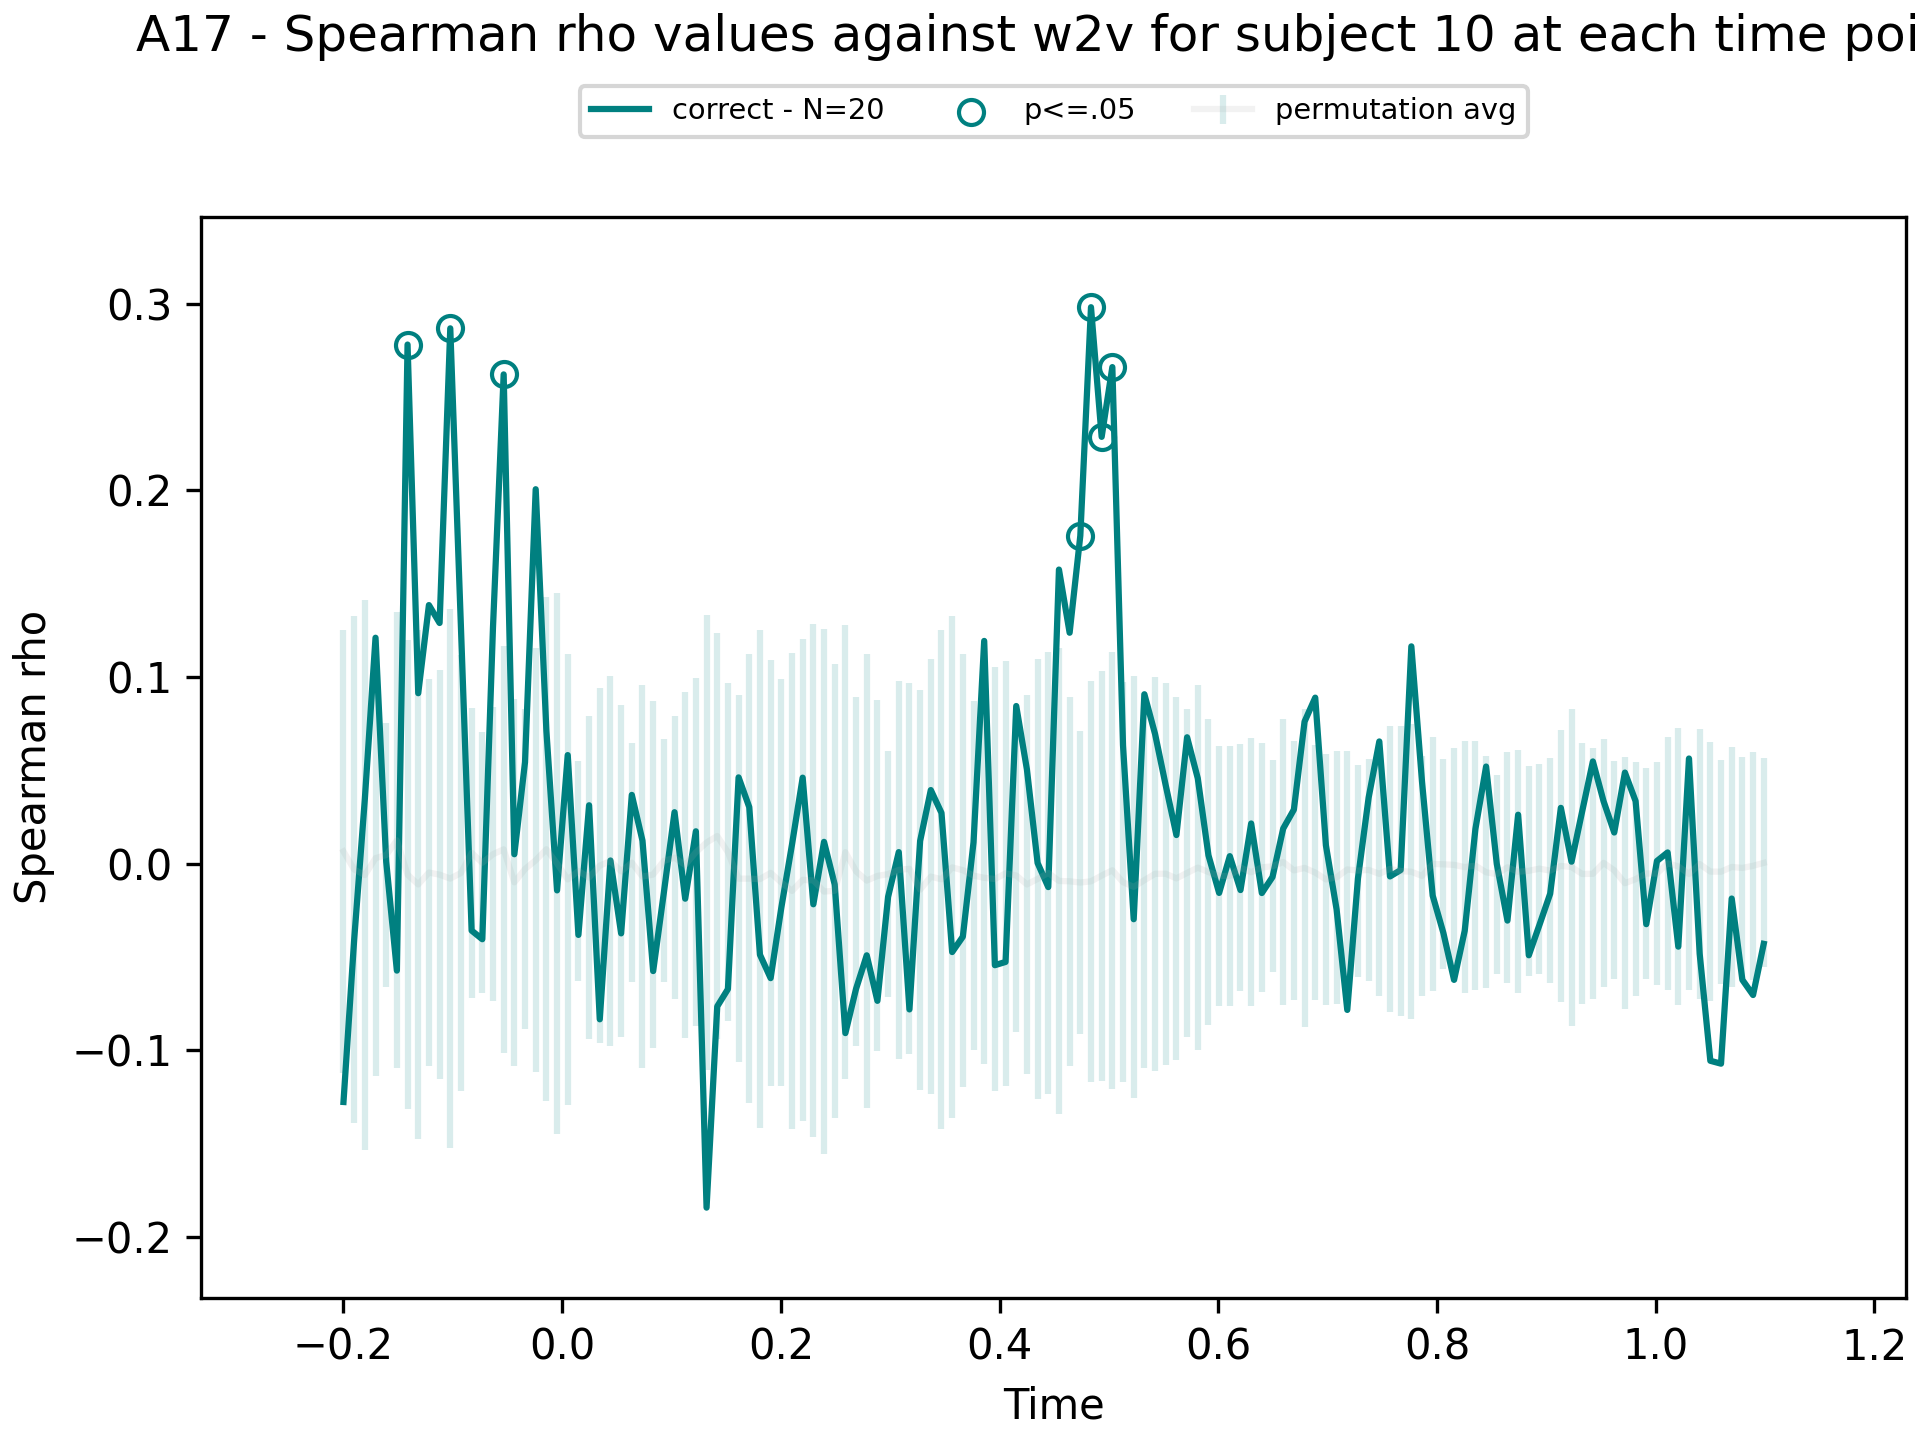 A17 - Spearman rho values against w2v for subject 10 at each time poi
correct - N=20 p<=.05 permutation avg
0.3
0.2
0.1
0.0
−0.1
−0.2
Spearman rho
−0.2 0.0 0.2 0.4 0.6 0.8 1.0 1.2
Time